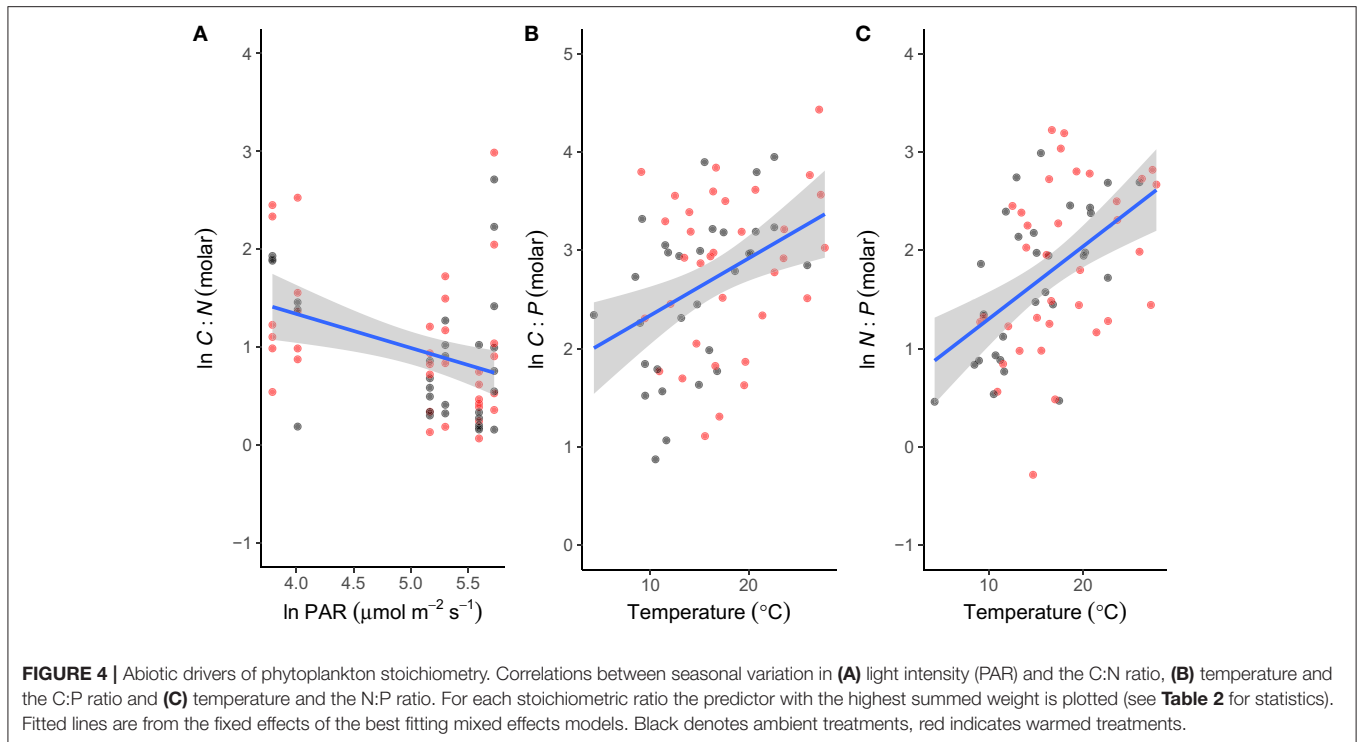 A
B
C
4
3
2
1
0
−1
ln C : N (molar)
4.0 4.5 5.0 5.5
ln PAR (μmol m⁻² s⁻¹)
5
4
3
2
1
0
ln C : P (molar)
10 20
Temperature (°C)
4
3
2
1
0
−1
ln N : P (molar)
10 20
Temperature (°C)
FIGURE 4 | Abiotic drivers of phytoplankton stoichiometry. Correlations between seasonal variation in (A) light intensity (PAR) and the C:N ratio, (B) temperature and
the C:P ratio and (C) temperature and the N:P ratio. For each stoichiometric ratio the predictor with the highest summed weight is plotted (see Table 2 for statistics).
Fitted lines are from the fixed effects of the best fitting mixed effects models. Black denotes ambient treatments, red indicates warmed treatments.